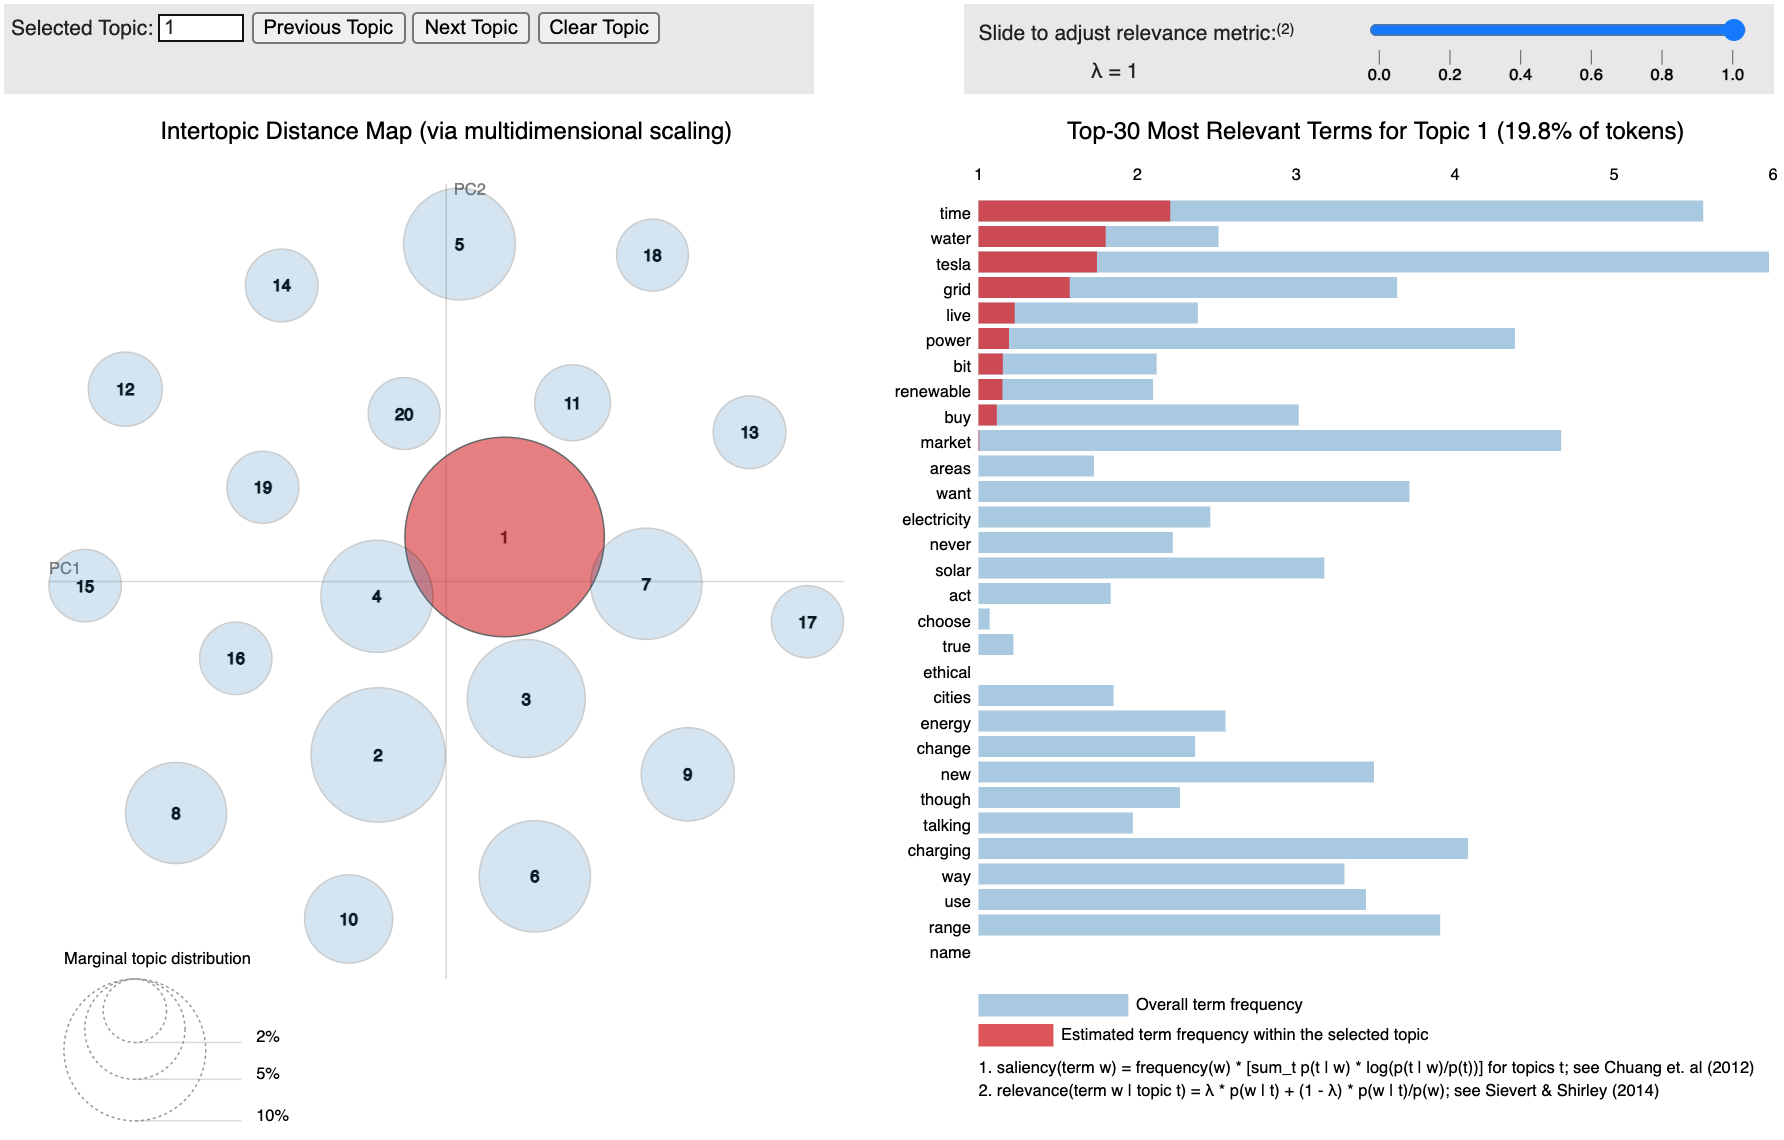 Selected Topic: 1 Previous Topic Next Topic Clear Topic
Slide to adjust relevance metric:(2)
λ = 1
0.0 0.2 0.4 0.6 0.8 1.0
Intertopic Distance Map (via multidimensional scaling)
PC2
5
18
14
12
20
11
13
19
1
PC1
15
4
7
17
16
3
2
9
8
6
10
Marginal topic distribution
2%
5%
10%
Top-30 Most Relevant Terms for Topic 1 (19.8% of tokens)
1 2 3 4 5 6
time
water
tesla
grid
live
power
bit
renewable
buy
market
areas
want
electricity
never
solar
act
choose
true
ethical
cities
energy
change
new
though
talking
charging
way
use
range
name
Overall term frequency
Estimated term frequency within the selected topic
1. saliency(term w) = frequency(w) * [sum_t p(t | w) * log(p(t | w)/p(t))] for topics t; see Chuang et. al (2012)
2. relevance(term w | topic t) = λ * p(w | t) + (1 - λ) * p(w | t)/p(w); see Sievert & Shirley (2014)